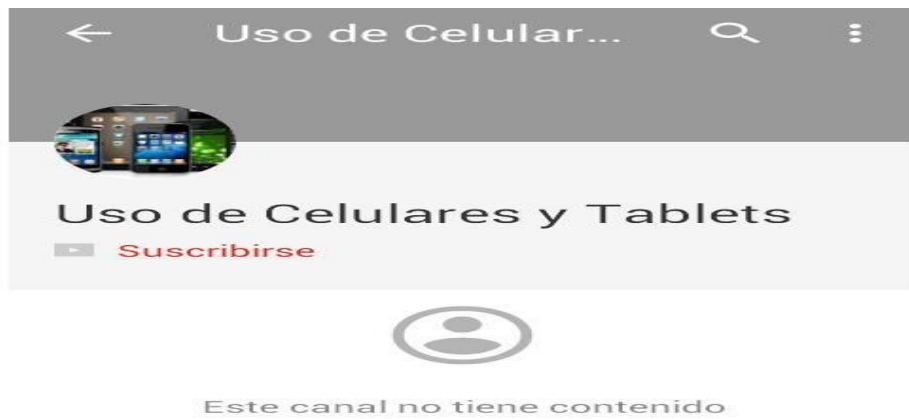 Uso de Celular...
Uso de Celulares y Tablets
Suscribirse
Este canal no tiene contenido